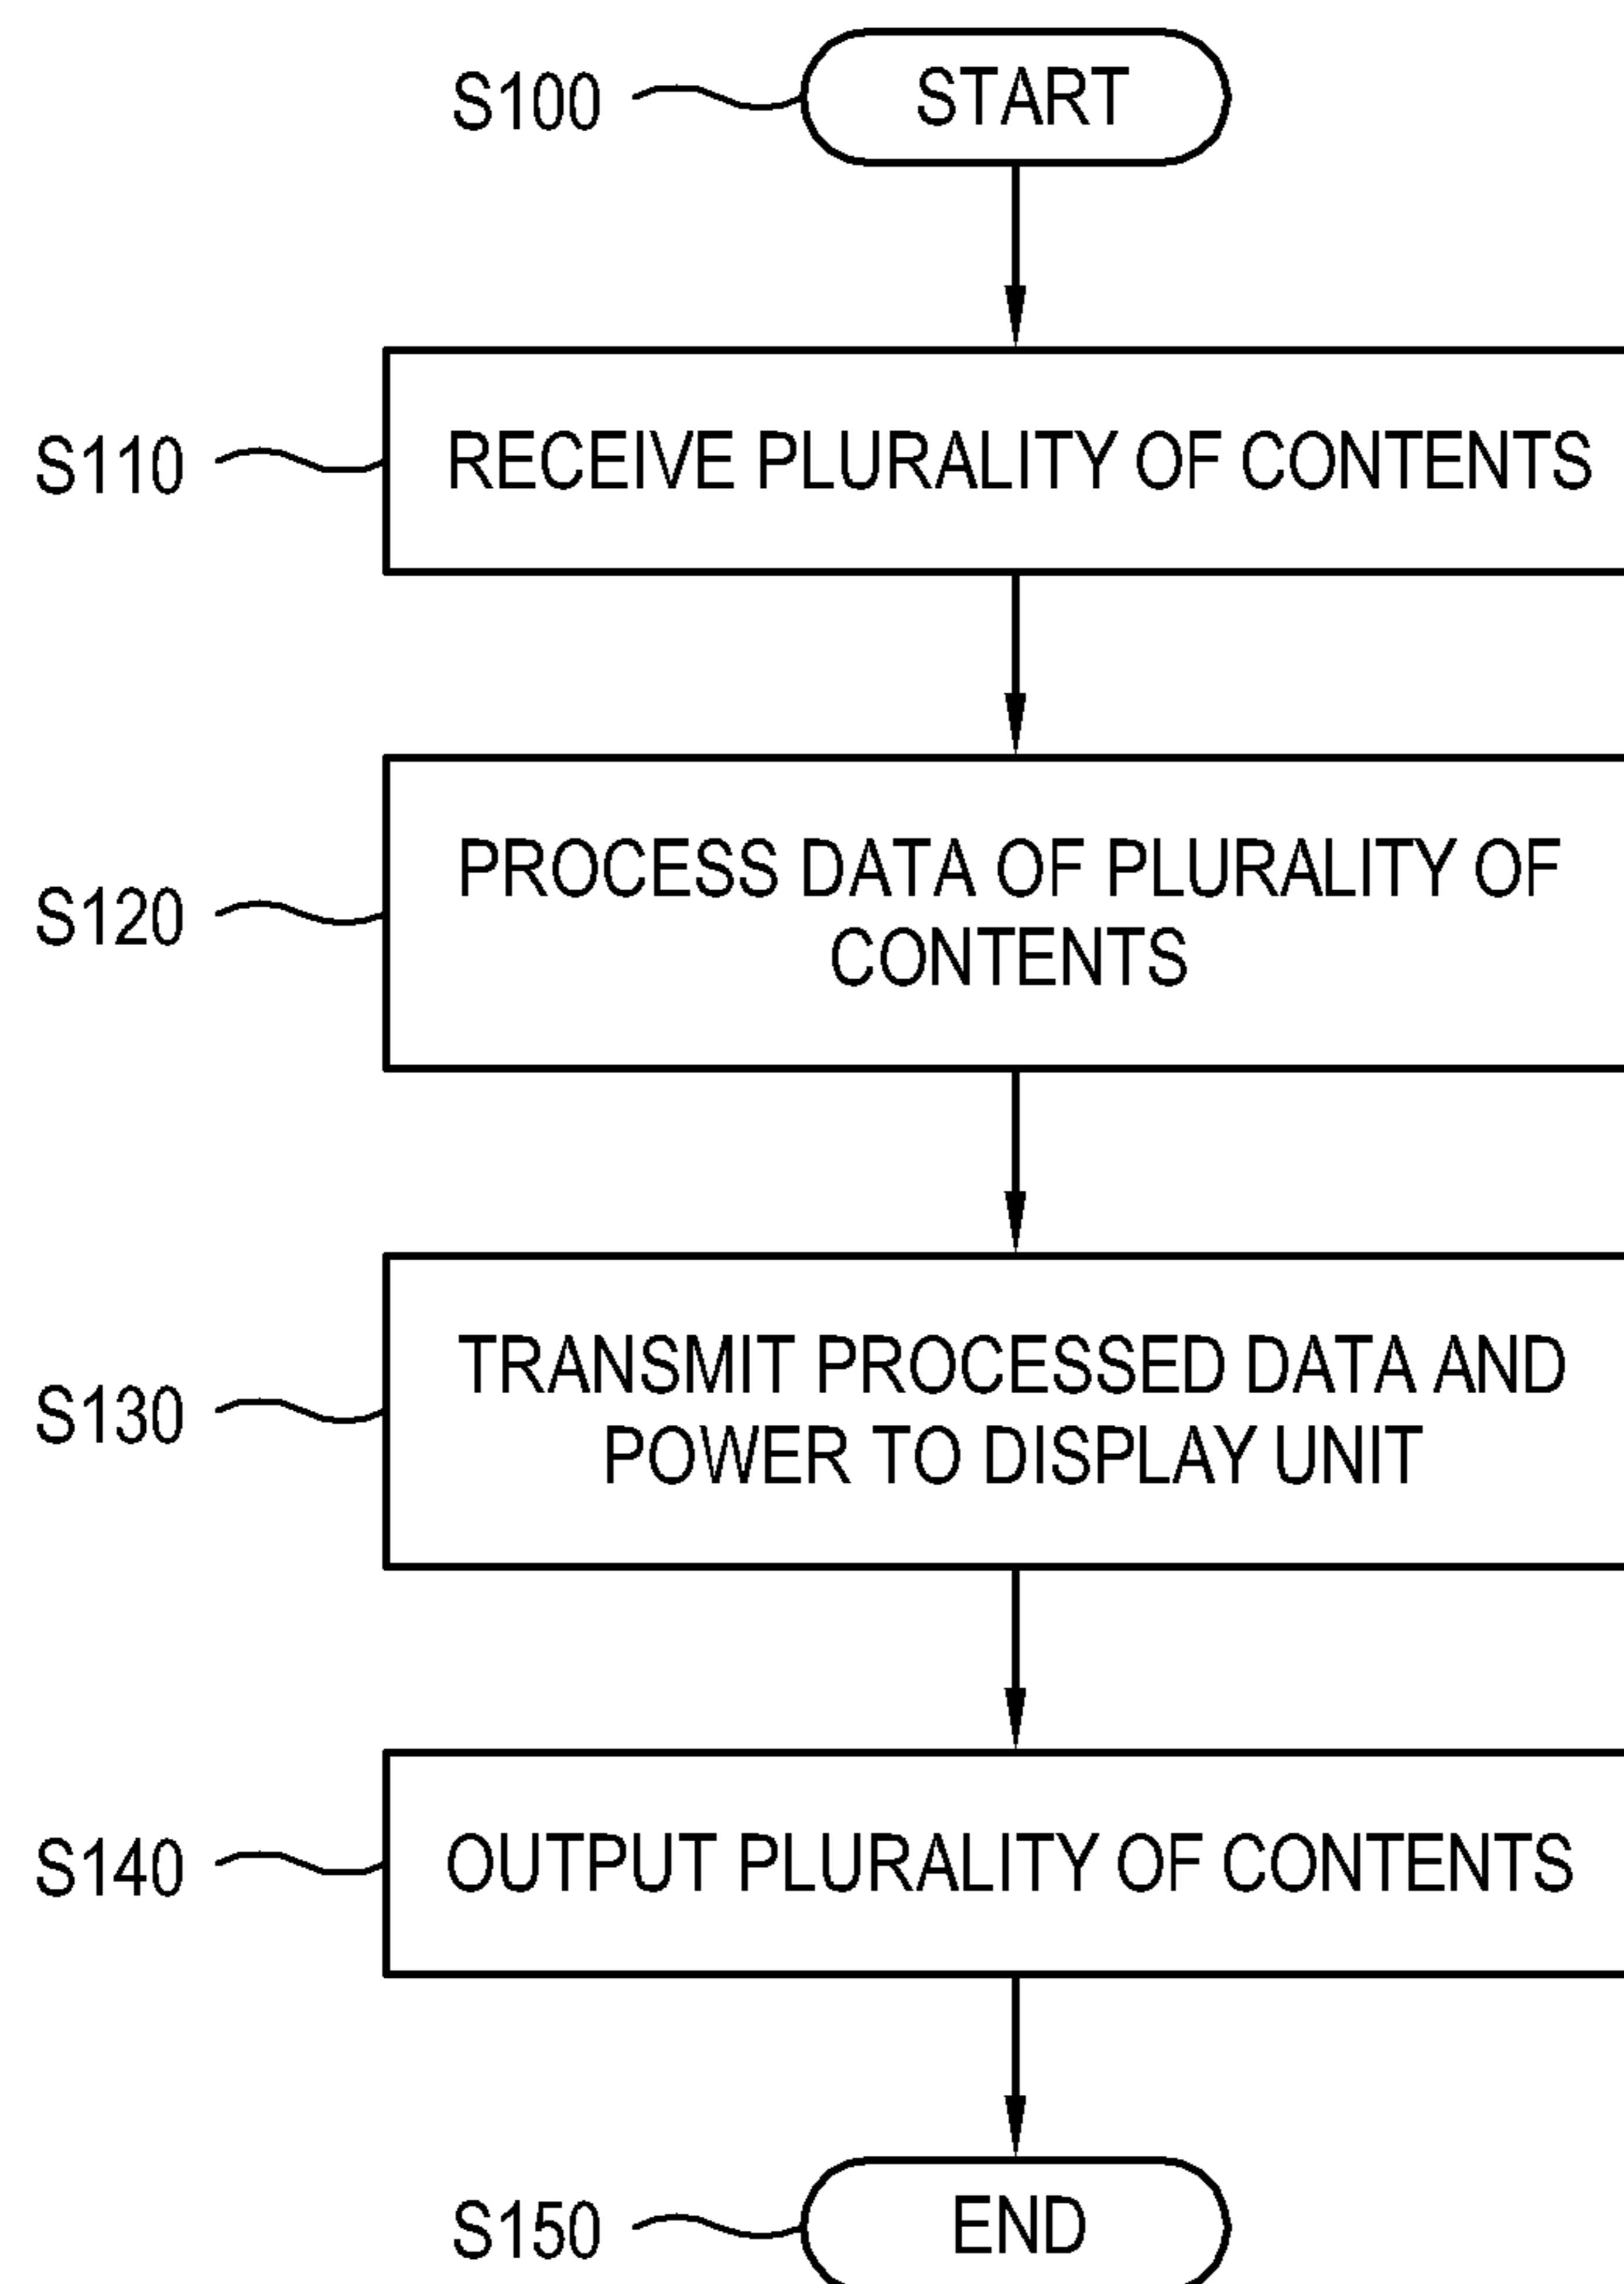 S100 START
S110 RECEIVE PLURALITY OF CONTENTS
S120 PROCESS DATA OF PLURALITY OF
CONTENTS
S130 TRANSMIT PROCESSED DATA AND
POWER TO DISPLAY UNIT
S140 OUTPUT PLURALITY OF CONTENTS
S150 END